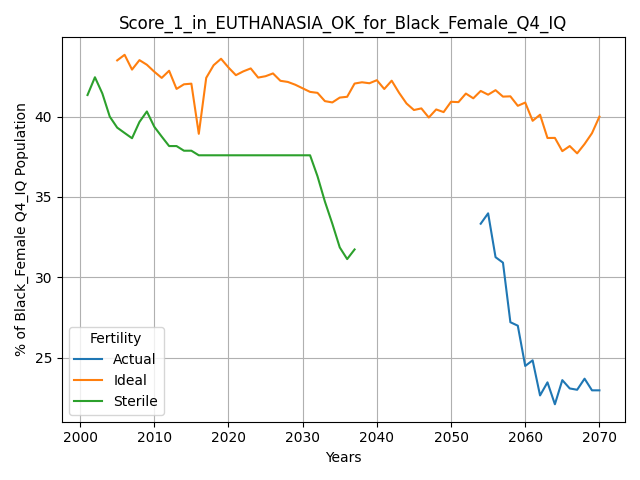 Score_1_in_EUTHANASIA_OK_for_Black_Female_Q4_IQ
% of Black_Female Q4_IQ Population
40
35
30
25
Fertility
Actual
Ideal
Sterile
2000 2010 2020 2030 2040 2050 2060 2070
Years